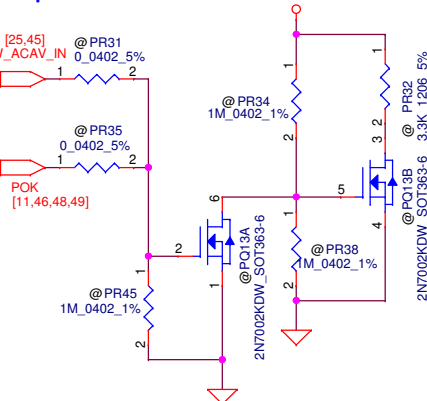 [25,45]
_ACAV_IN
@ PR31
0_0402_5%
1
2
@ PR35
0_0402_5%
1
2
POK
[11,46,48,49]
@ PR45
1M_0402_1%
1
2
2
6
1
@ PQ13A
2N7002KDW_SOT363-6
@ PR34
1M_0402_1%
1
2
@ PR38
1M_0402_1%
1
2
@ PR32
3.3K 1206 5%
1
2
3
5
4
@ PQ13B
2N7002KDW_SOT363-6